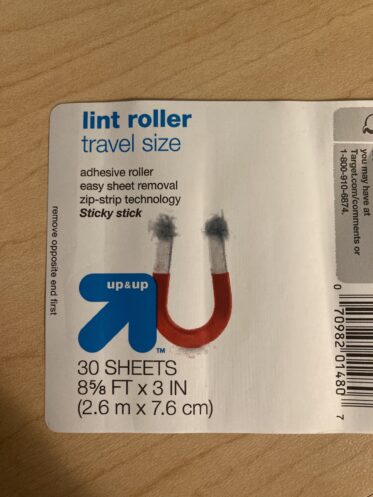 lint roller
travel size
adhesive roller
easy sheet removal
zip-strip technology
Sticky stick
remove opposite end first
up&up
TM
30 SHEETS
8⅝ FT x 3 IN
(2.6 m x 7.6 cm)
you may have at
Target.com/comments or
1-800-910-6874.
0 70982 01480 7